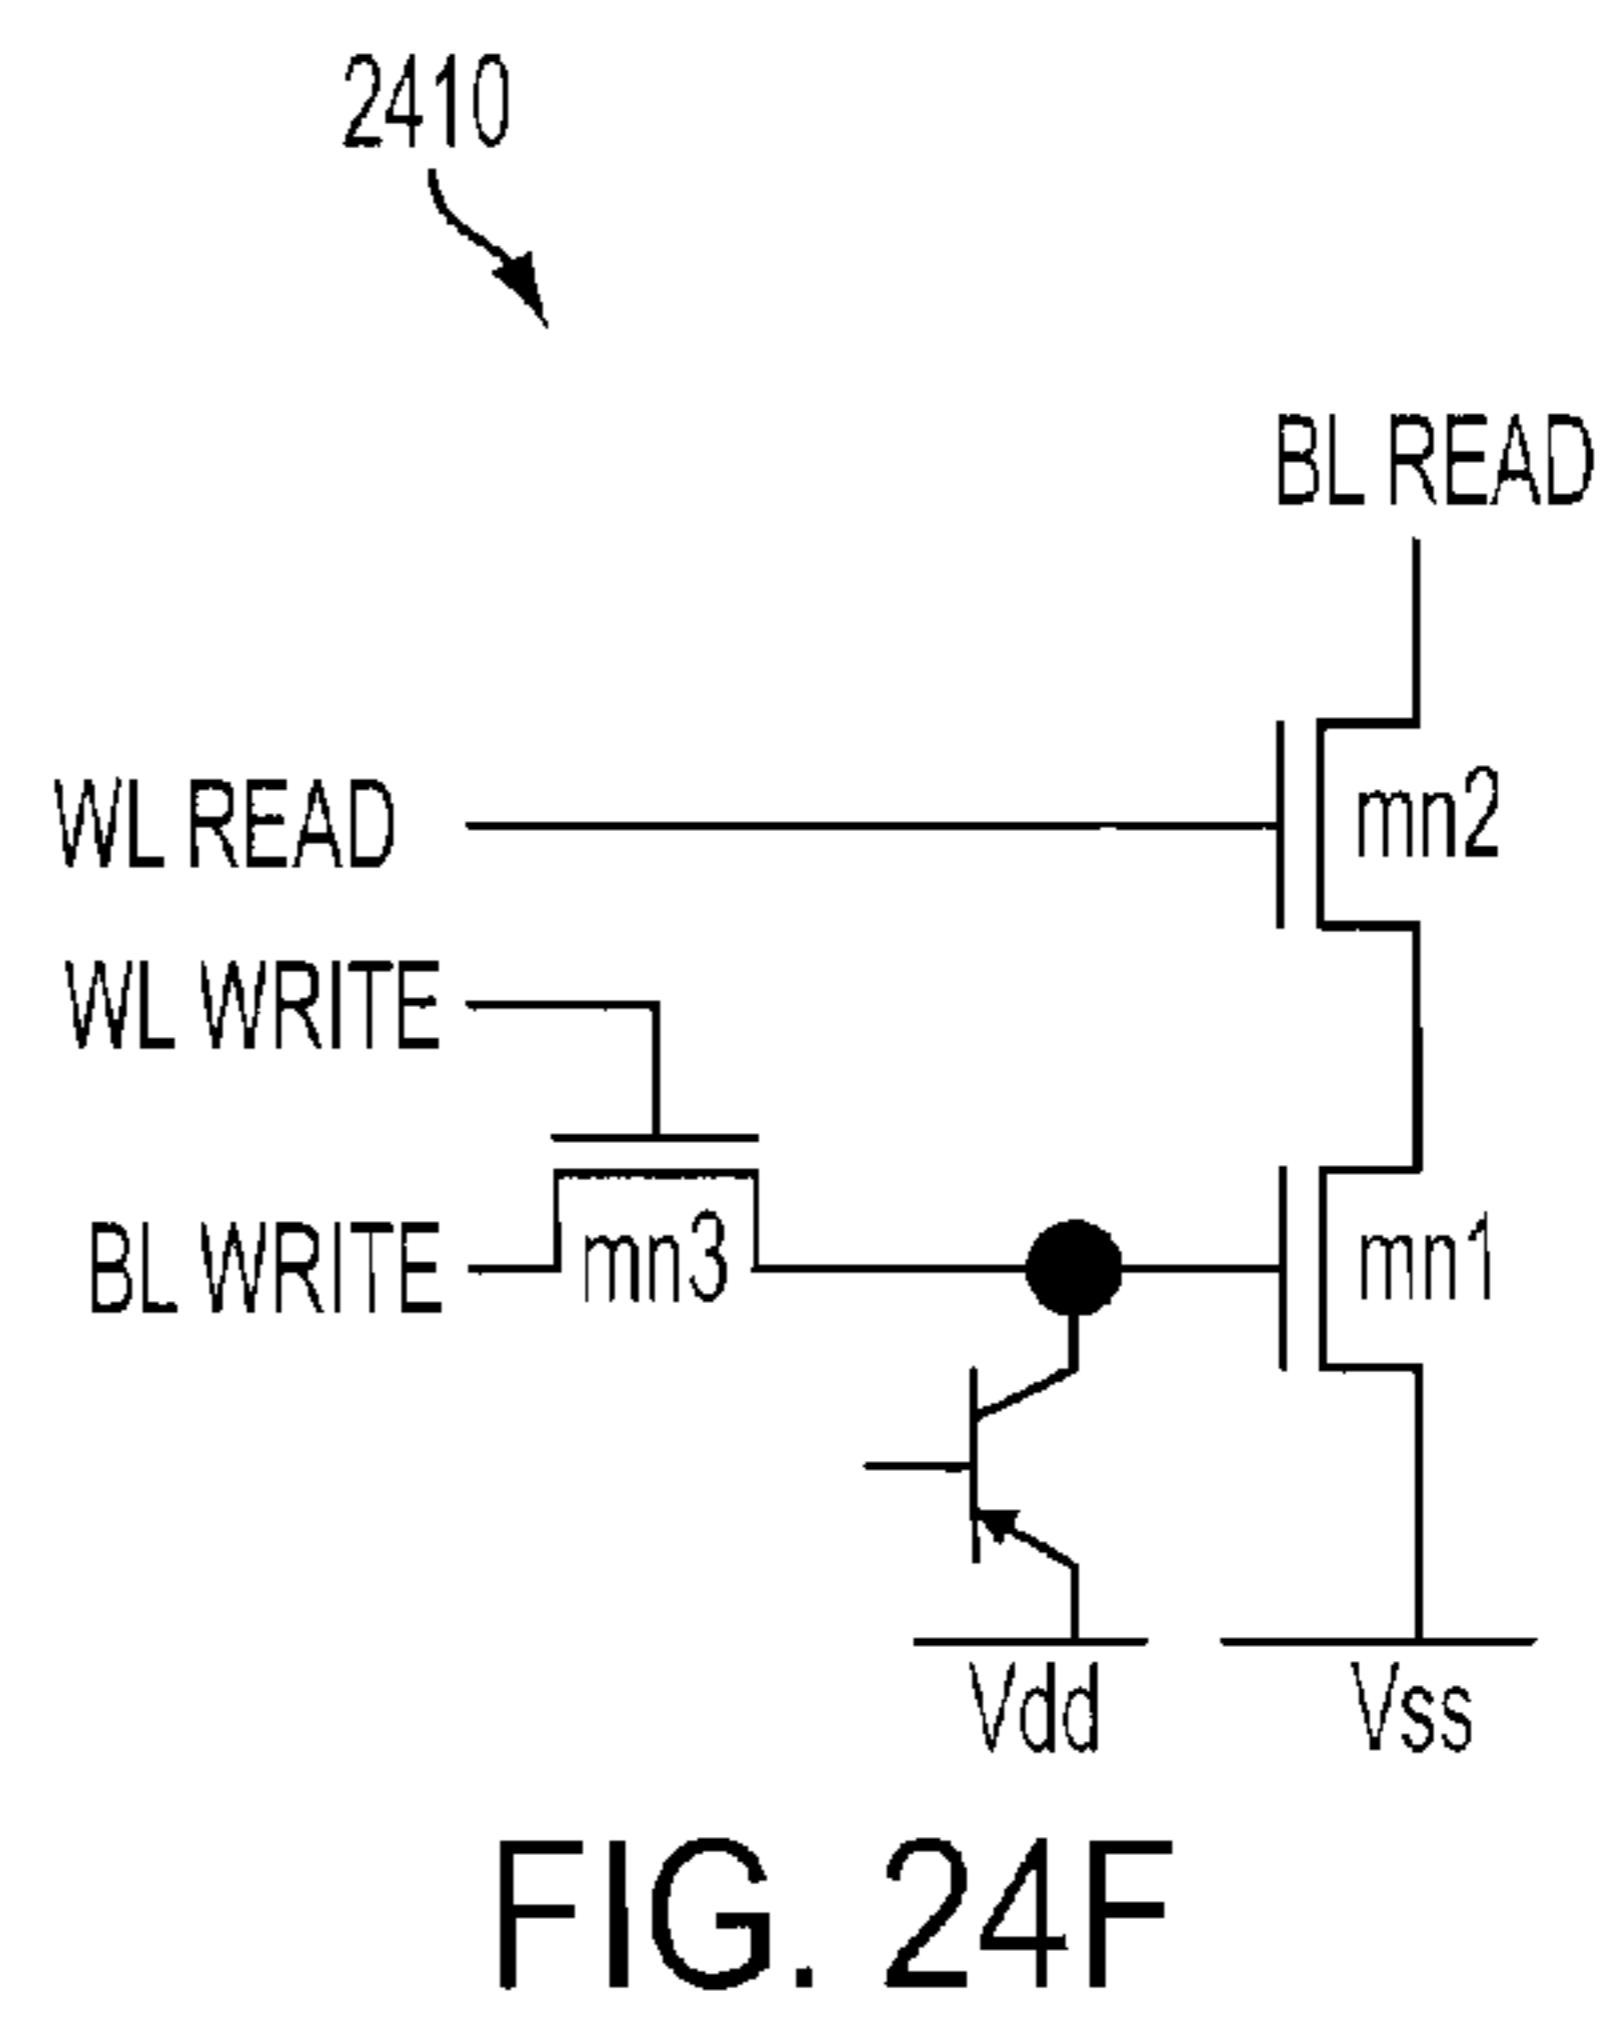 2410
BL READ
WL READ
mn2
WL WRITE
BL WRITE
mn3
mn1
Vdd
Vss
FIG. 24F